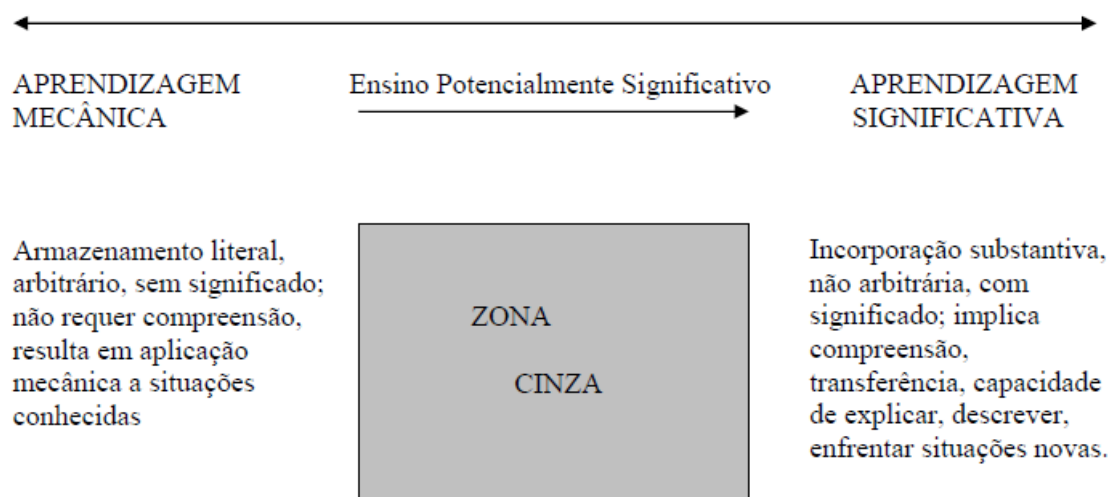 APRENDIZAGEM
MECÂNICA
Ensino Potencialmente Significativo
APRENDIZAGEM
SIGNIFICATIVA
Armazenamento literal,
arbitrário, sem significado;
não requer compreensão,
resulta em aplicação
mecânica a situações
conhecidas
ZONA
CINZA
Incorporação substantiva,
não arbitrária, com
significado; implica
compreensão,
transferência, capacidade
de explicar, descrever,
enfrentar situações novas.